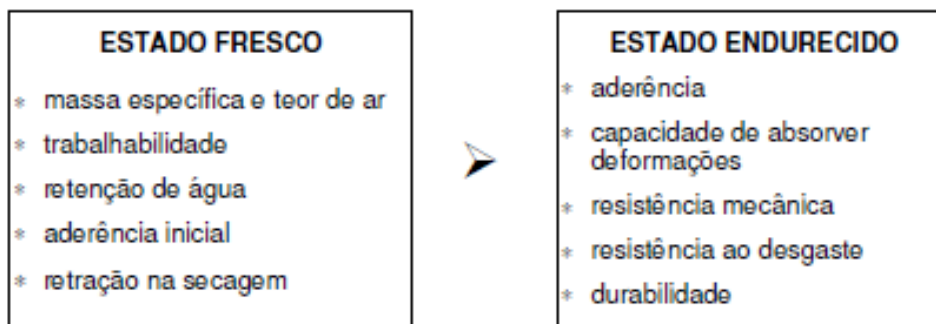 ESTADO FRESCO
* massa específica e teor de ar
* trabalhabilidade
* retenção de água
* aderência inicial
* retração na secagem
ESTADO ENDURECIDO
* aderência
* capacidade de absorver
deformações
* resistência mecânica
* resistência ao desgaste
* durabilidade